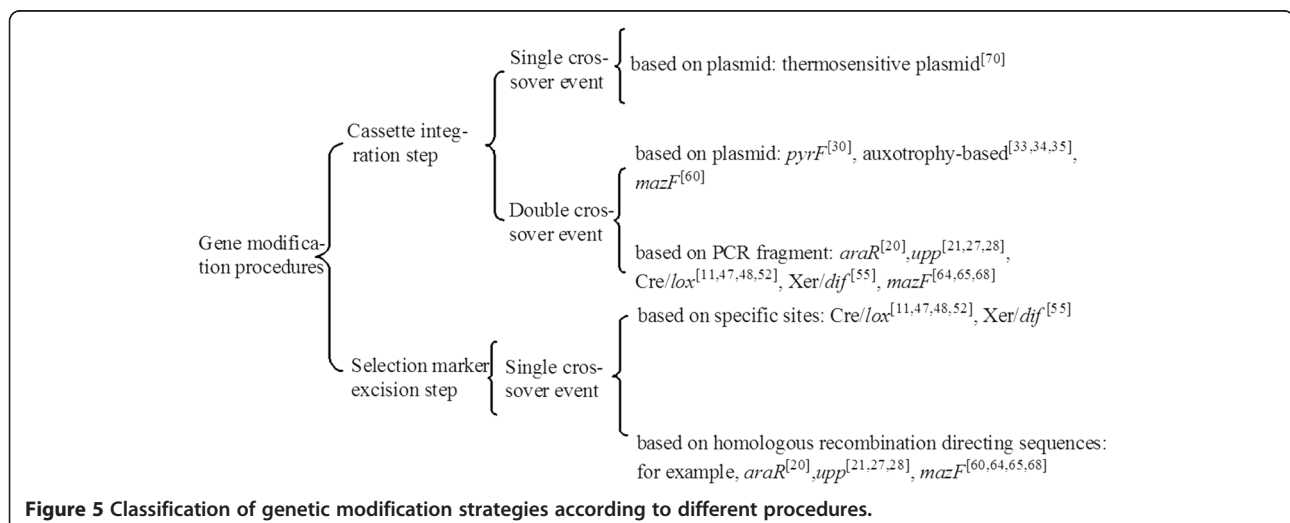 Single cros-
sover event
based on plasmid: thermosensitive plasmid[70]
Cassette integ-
ration step
based on plasmid: pyrF[30], auxotrophy-based[33,34,35],
mazF[60]
Double cros-
sover event
Gene modifica-
tion procedures
based on PCR fragment: araR[20],upp[21,27,28],
Cre/lox[11,47,48,52], Xer/dif [55], mazF[64,65,68]
based on specific sites: Cre/lox[11,47,48,52], Xer/dif [55]
Selection marker
excision step
Single cros-
sover event
based on homologous recombination directing sequences:
for example, araR[20],upp[21,27,28], mazF[60,64,65,68]
Figure 5 Classification of genetic modification strategies according to different procedures.